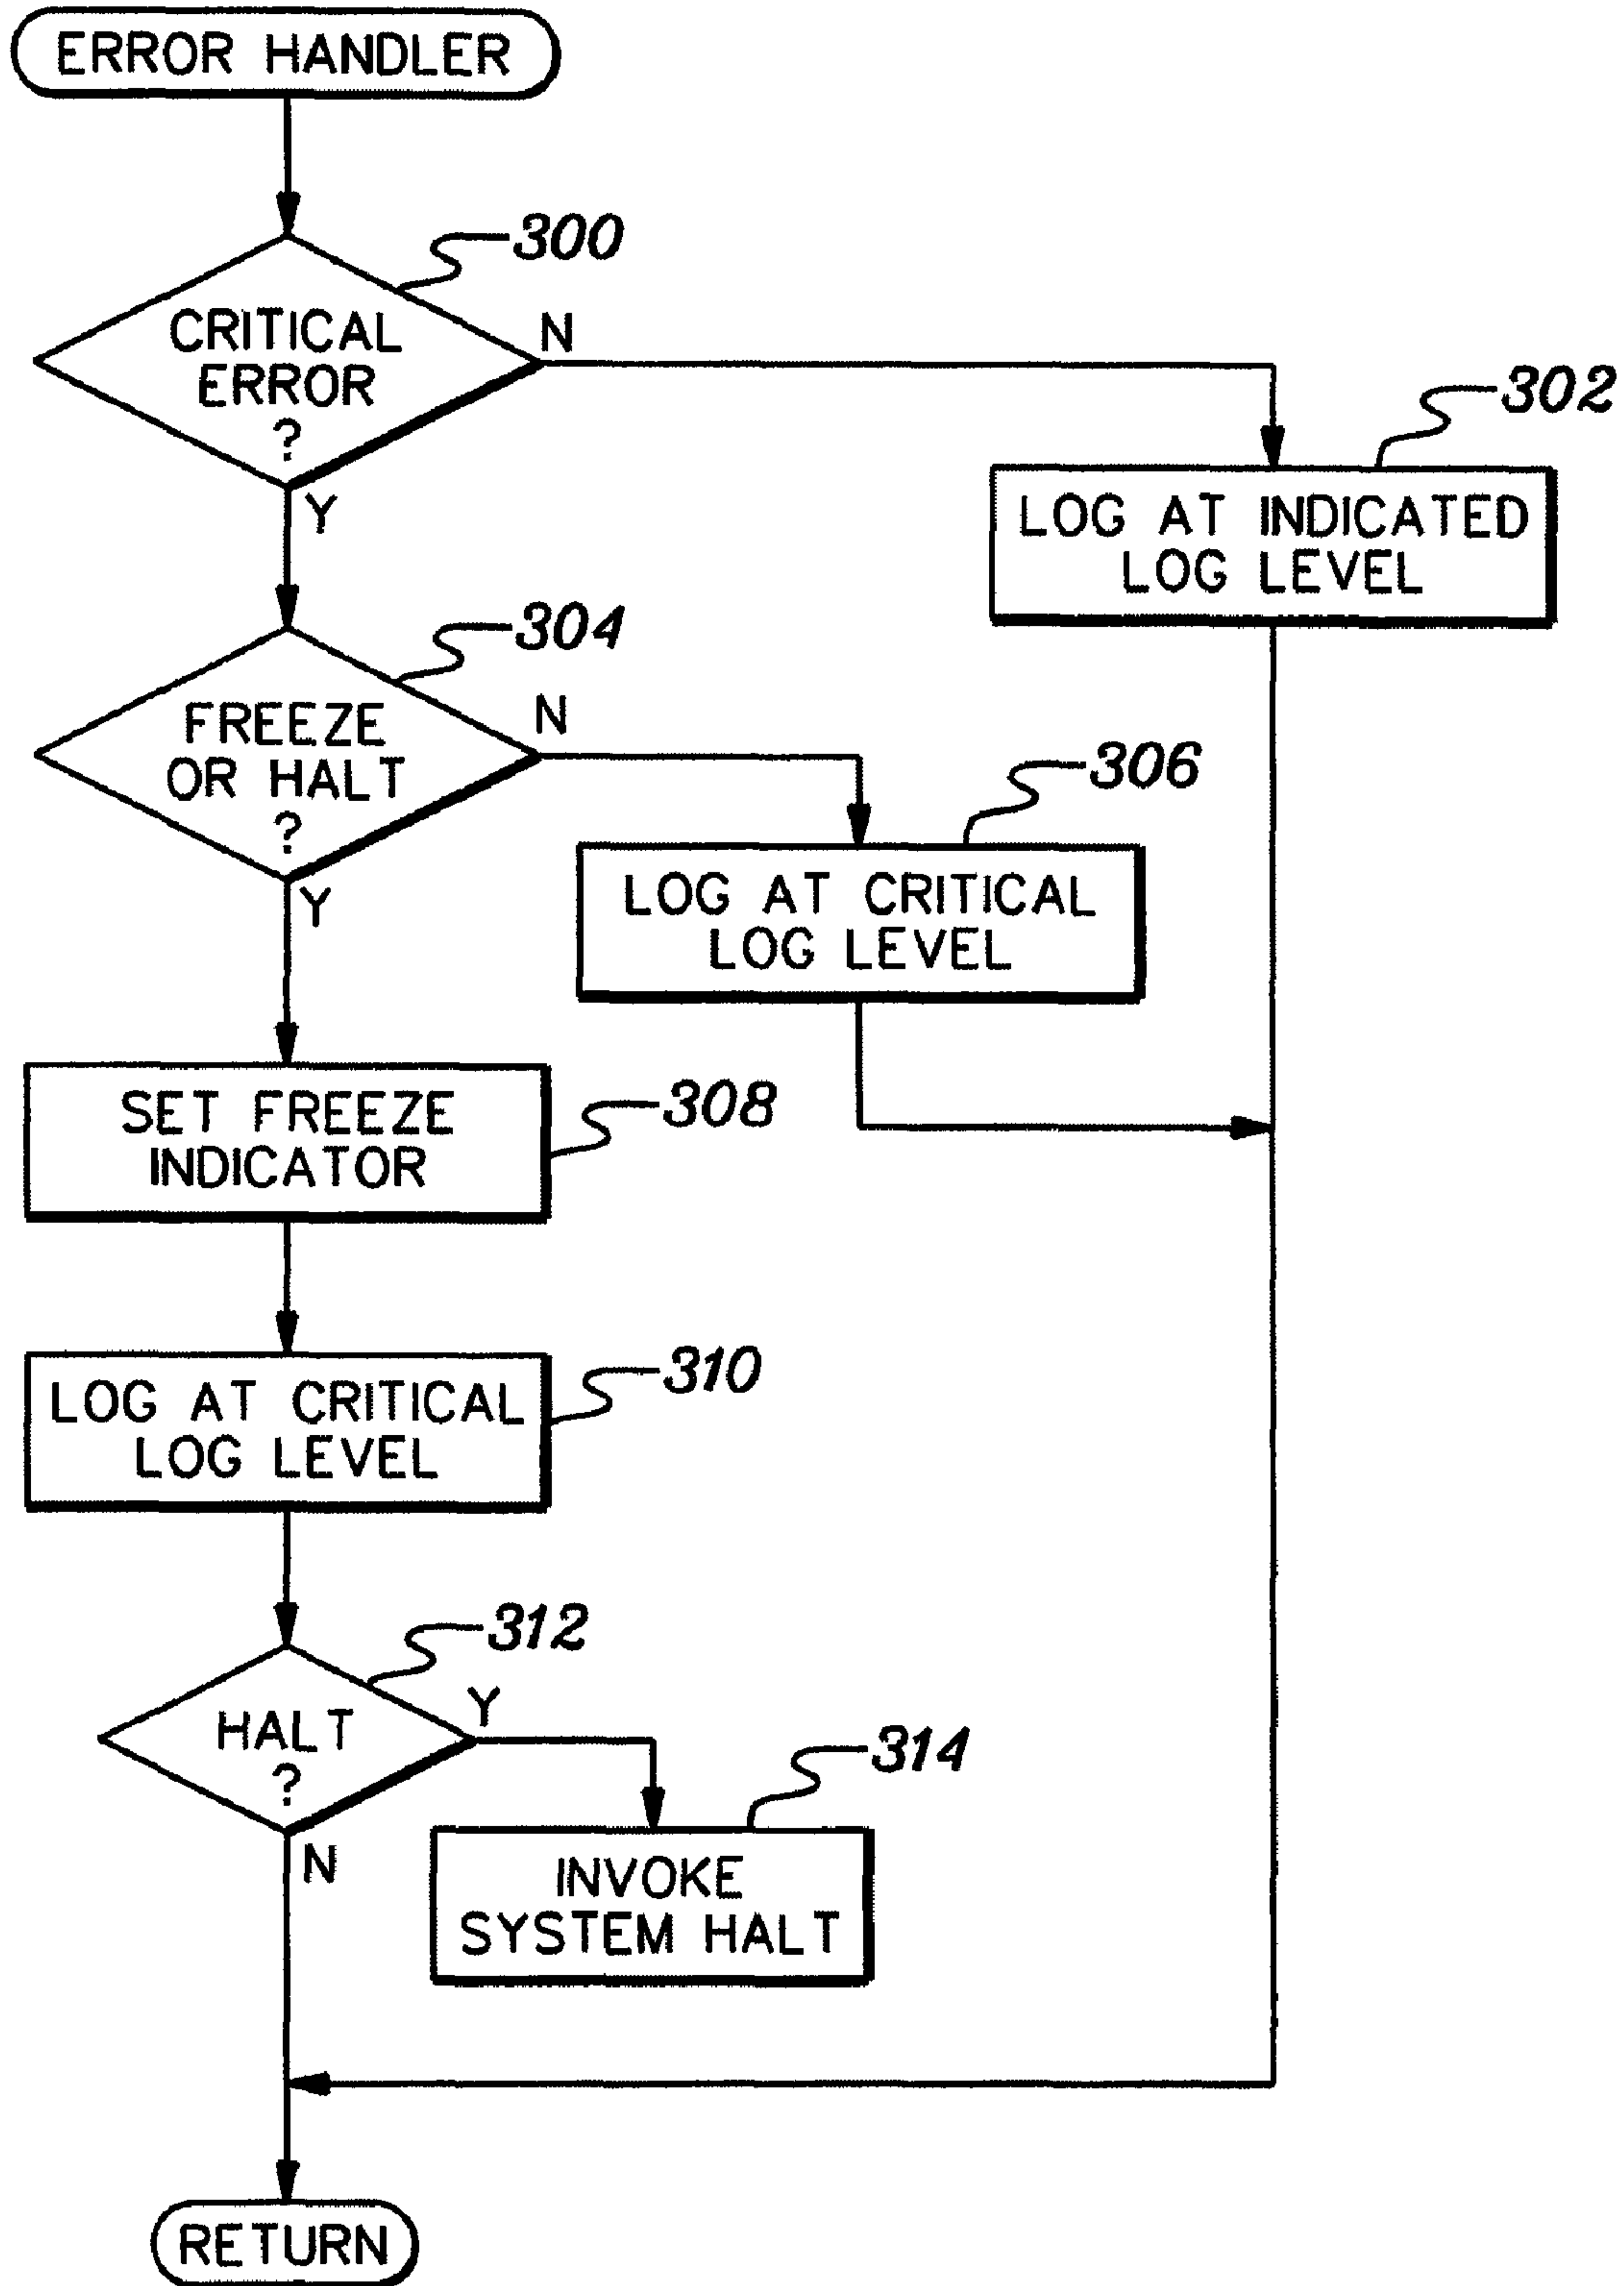 ERROR HANDLER
300
CRITICAL
ERROR
?
N
Y
302
LOG AT INDICATED
LOG LEVEL
304
FREEZE
OR HALT
?
N
Y
306
LOG AT CRITICAL
LOG LEVEL
308
SET FREEZE
INDICATOR
310
LOG AT CRITICAL
LOG LEVEL
312
HALT
?
Y
N
314
INVOKE
SYSTEM HALT
RETURN